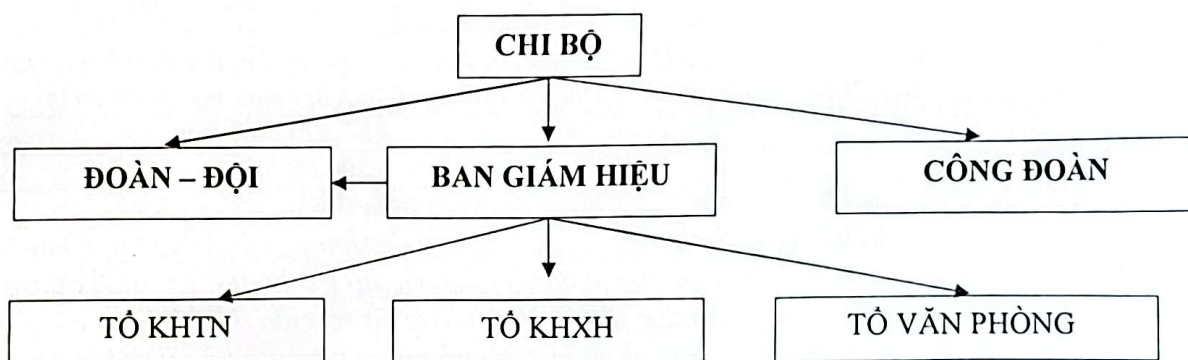 CHI BỘ
ĐOÀN – ĐỘI
BAN GIÁM HIỆU
CÔNG ĐOÀN
TỔ KHTN
TỔ KHXH
TỔ VĂN PHÒNG